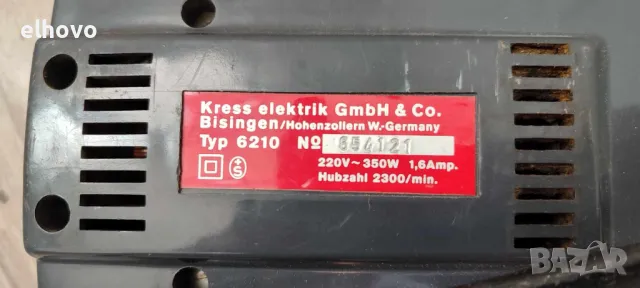 elhovo
Kress elektrik GmbH & Co.
Bisingen/Hohenzollern W.-Germany
Typ 6210 No 854121
220V~350W 1,6Amp.
Hubzahl 2300/min.
+S
BAZAR